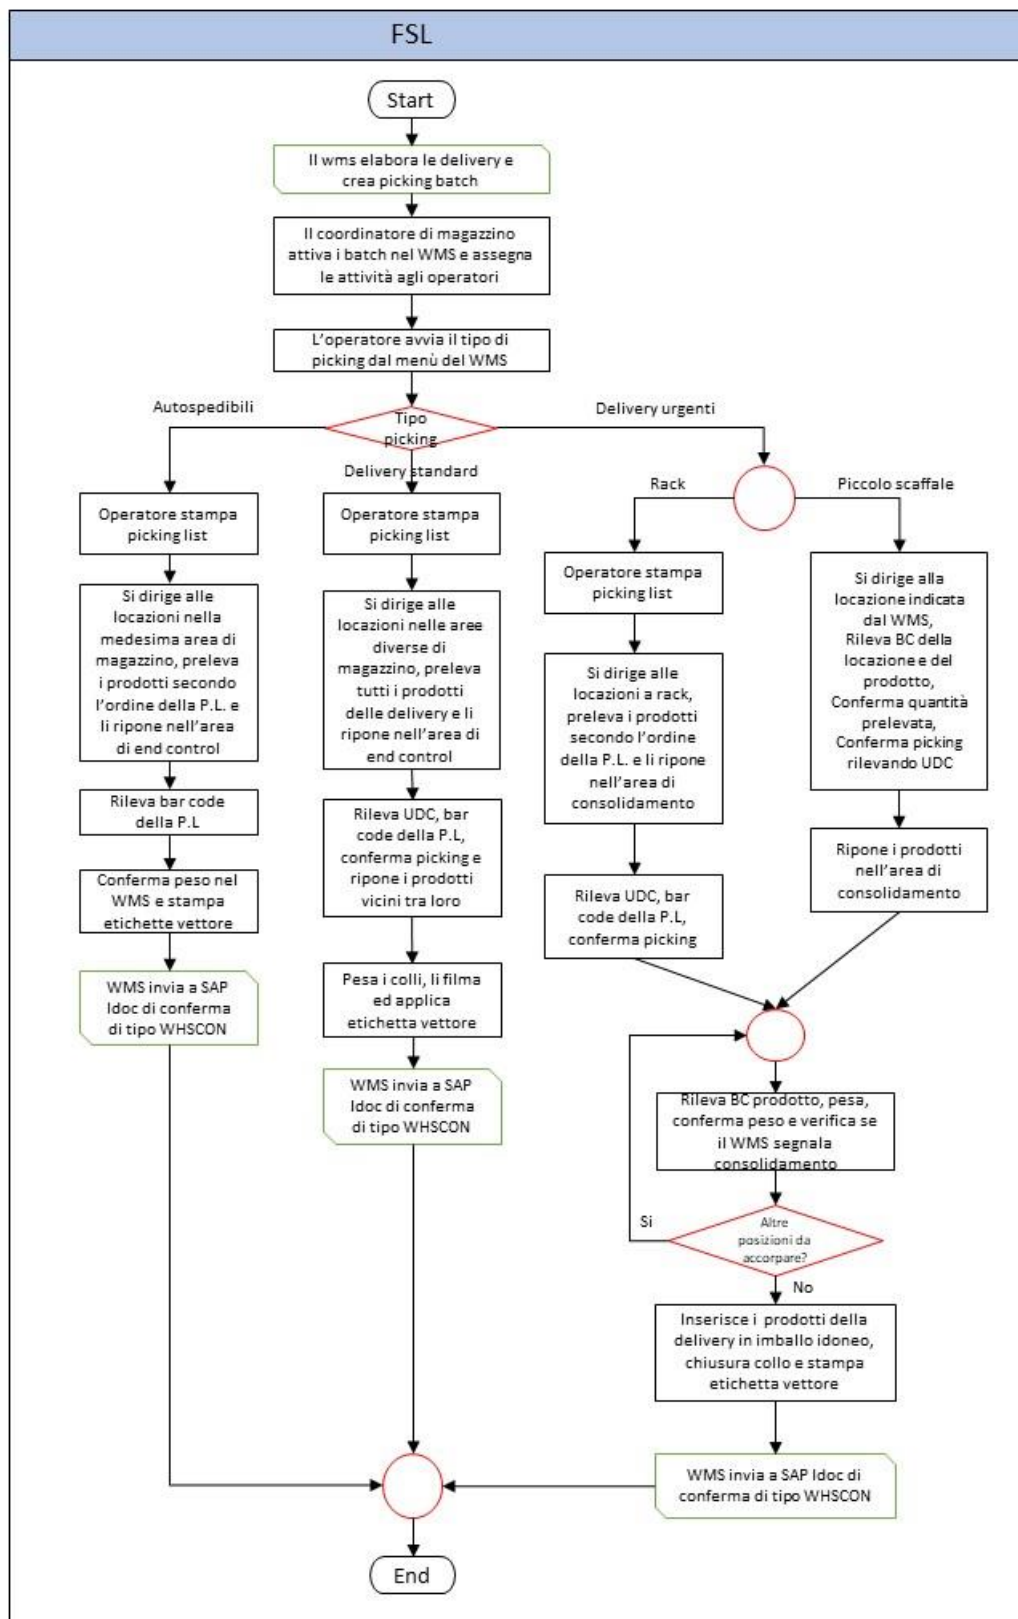 FSL
Start
Il wms elabora le delivery e
crea picking batch
Il coordinatore di magazzino
attiva i batch nel WMS e assegna
le attività agli operatori
L'operatore avvia il tipo di
picking dal menù del WMS
Tipo
picking
Autospedibili
Delivery standard
Delivery urgenti
Operatore stampa
picking list
Si dirige alle
locazioni nella
medesima area di
magazzino, preleva
i prodotti secondo
l'ordine della P.L. e
li ripone nell'area
di end control
Rileva bar code
della P.L
Conferma peso nel
WMS e stampa
etichette vettore
WMS invia a SAP
Idoc di conferma
di tipo WHSCON
Operatore stampa
picking list
Si dirige alle
locazioni nelle aree
diverse di
magazzino, preleva
tutti i prodotti
delle delivery e li
ripone nell'area di
end control
Rileva UDC, bar
code della P.L,
conferma picking e
ripone i prodotti
vicini tra loro
Pesa i colli, li filma
ed applica
etichetta vettore
WMS invia a SAP
Idoc di conferma
di tipo WHSCON
Rack
Operatore stampa
picking list
Si dirige alle
locazioni a rack,
preleva i prodotti
secondo l'ordine
della P.L. e li ripone
nell'area di
consolidamento
Rileva UDC, bar
code della P.L,
conferma picking
Piccolo scaffale
Si dirige alla
locazione indicata
dal WMS,
Rileva BC della
locazione e del
prodotto,
Conferma quantità
prelevata,
Conferma picking
rilevando UDC
Ripone i prodotti
nell'area di
consolidamento
Rileva BC prodotto, pesa,
conferma peso e verifica se
il WMS segnala
consolidamento
Altre
posizioni da
accorpare?
Si
No
Inserisce i prodotti della
delivery in imballo idoneo,
chiusura collo e stampa
etichetta vettore
WMS invia a SAP Idoc di
conferma di tipo WHSCON
End